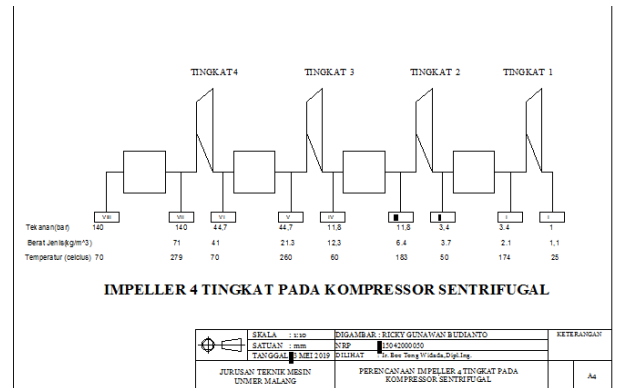 TINGKAT4 TINGKAT 3 TINGKAT 2 TINGKAT 1
VIII VII VI V IV I I
Tekanan(bar) 140 140 44,7 44,7 11,8 11,8 3,4 3.4 1
Berat Jenis(kg/m^3) 71 41 21.3 12,3 6.4 3.7 2.1 1,1
Temperatur (celcius) 70 279 70 260 60 183 50 174 25
IMPELLER 4 TINGKAT PADA KOMPRESSOR SENTRIFUGAL
SKALA : 1:10 DIGAMBAR : RICKY GUNAWAN BUDIANTO KETERANGAN
SATUAN : mm NRP 15042000050
TANGGAL 3 MEI 2019 DILIHAT : Ir. Bee Tong Widada,Dipl.Ing.
JURUSAN TEKNIK MESIN PERENCANAAN IMPELLER 4 TINGKAT PADA A4
UNMER MALANG KOMPRESSOR SENTRIFUGAL